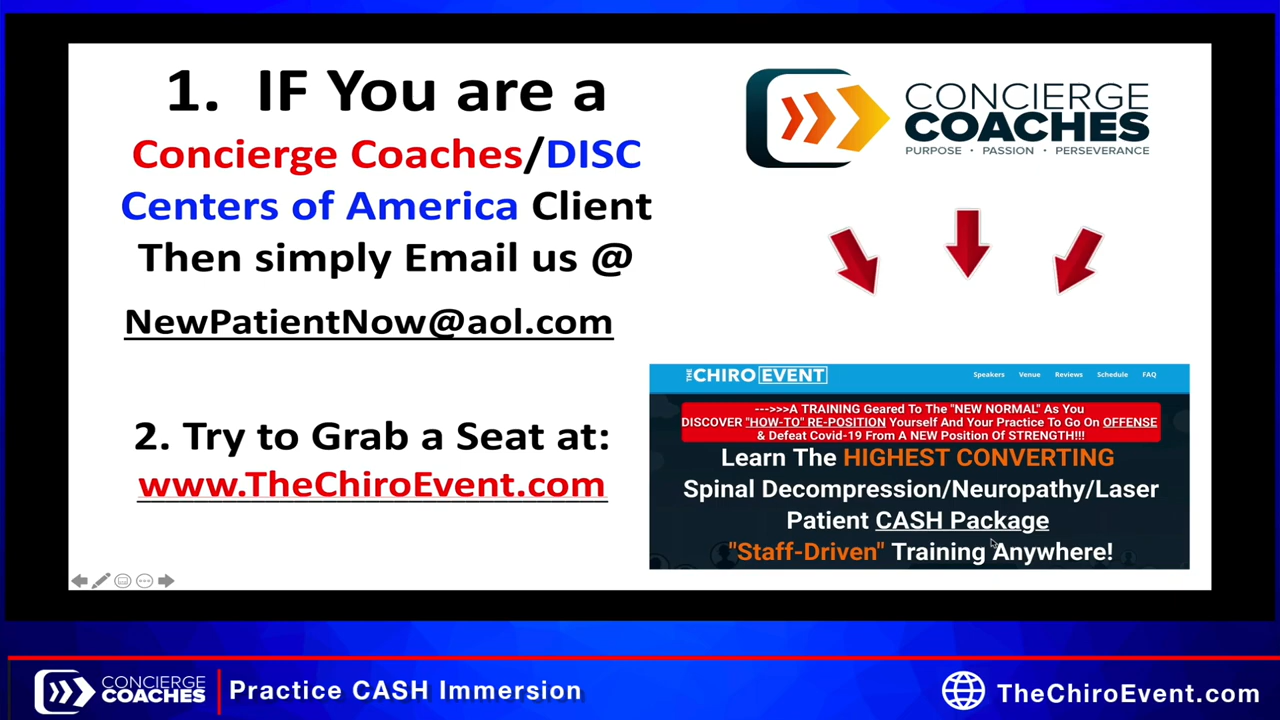 1. IF You are a
Concierge Coaches/DISC
Centers of America Client
Then simply Email us @
NewPatientNow@aol.com
2. Try to Grab a Seat at:
www.TheChiroEvent.com
CONCIERGE
COACHES
PURPOSE · PASSION · PERSEVERANCE
THE CHIRO EVENT
Speakers Venue Reviews Schedule FAQ
--->>>A TRAINING Geared To The "NEW NORMAL" As You
DISCOVER "HOW-TO" RE-POSITION Yourself And Your Practice To Go On OFFENSE
& Defeat Covid-19 From A NEW Position Of STRENGTH!!!
Learn The HIGHEST CONVERTING
Spinal Decompression/Neuropathy/Laser
Patient CASH Package
"Staff-Driven" Training Anywhere!
CONCIERGE
COACHES
Practice CASH Immersion
TheChiroEvent.com